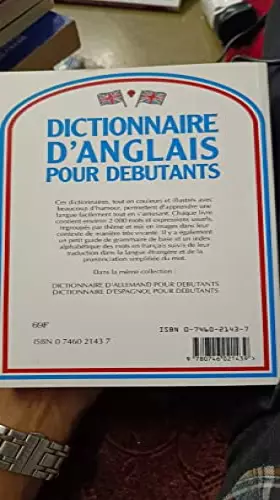 DICTIONNAIRE
D'ANGLAIS
POUR DEBUTANTS
Ces dictionnaires, tout en couleurs et illustrés avec
beaucoup d'humour, permettent d'apprendre une
langue facilement tout en s'amusant. Chaque livre
contient environ 2 000 mots et expressions usuels,
regroupés par thème et mis en images dans leur
contexte de manière très vivante. Il y a également
un petit guide de grammaire de base et un index
alphabétique des mots en français suivis de leur
traduction dans la langue étrangère et de la
prononciation simplifiée du mot.
Dans la même collection :
DICTIONNAIRE D'ALLEMAND POUR DEBUTANTS
DICTIONNAIRE D'ESPAGNOL POUR DEBUTANTS
69F
ISBN 0 7460 2143 7
ISBN 0-7460-2143-7
9 780746 021439